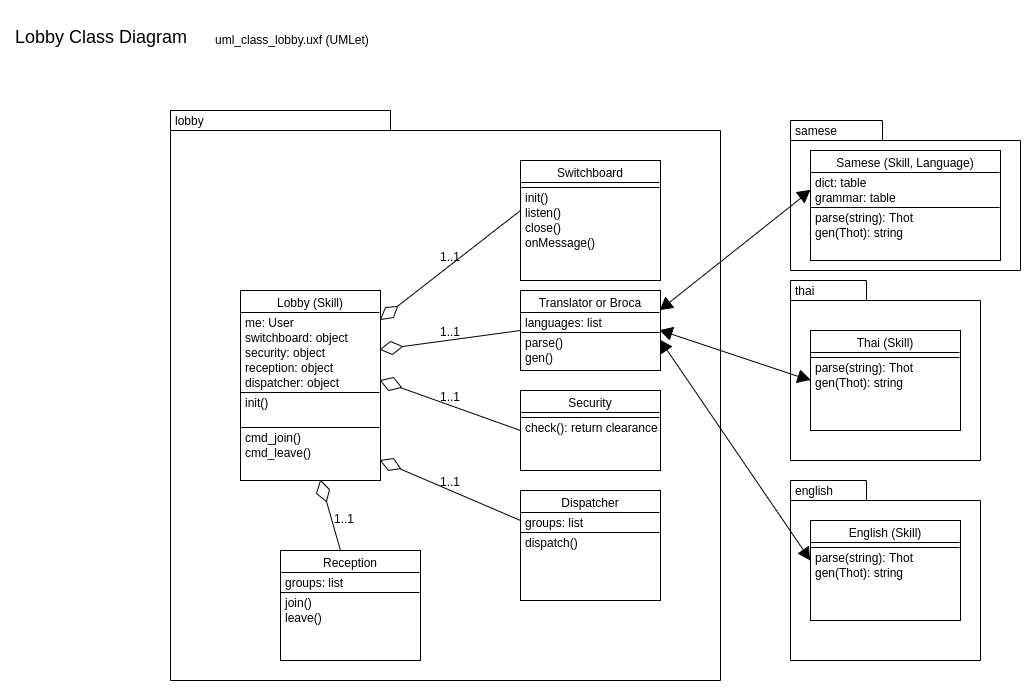 Lobby Class Diagram
uml_class_lobby.uxf (UMLet)
lobby
Switchboard
init()
listen()
close()
onMessage()
1..1
Lobby (Skill)
me: User
switchboard: object
security: object
reception: object
dispatcher: object
init()
cmd_join()
cmd_leave()
Translator or Broca
languages: list
parse()
gen()
1..1
Security
check(): return clearance
1..1
Dispatcher
groups: list
dispatch()
1..1
Reception
groups: list
join()
leave()
1..1
samese
Samese (Skill, Language)
dict: table
grammar: table
parse(string): Thot
gen(Thot): string
thai
Thai (Skill)
parse(string): Thot
gen(Thot): string
english
English (Skill)
parse(string): Thot
gen(Thot): string